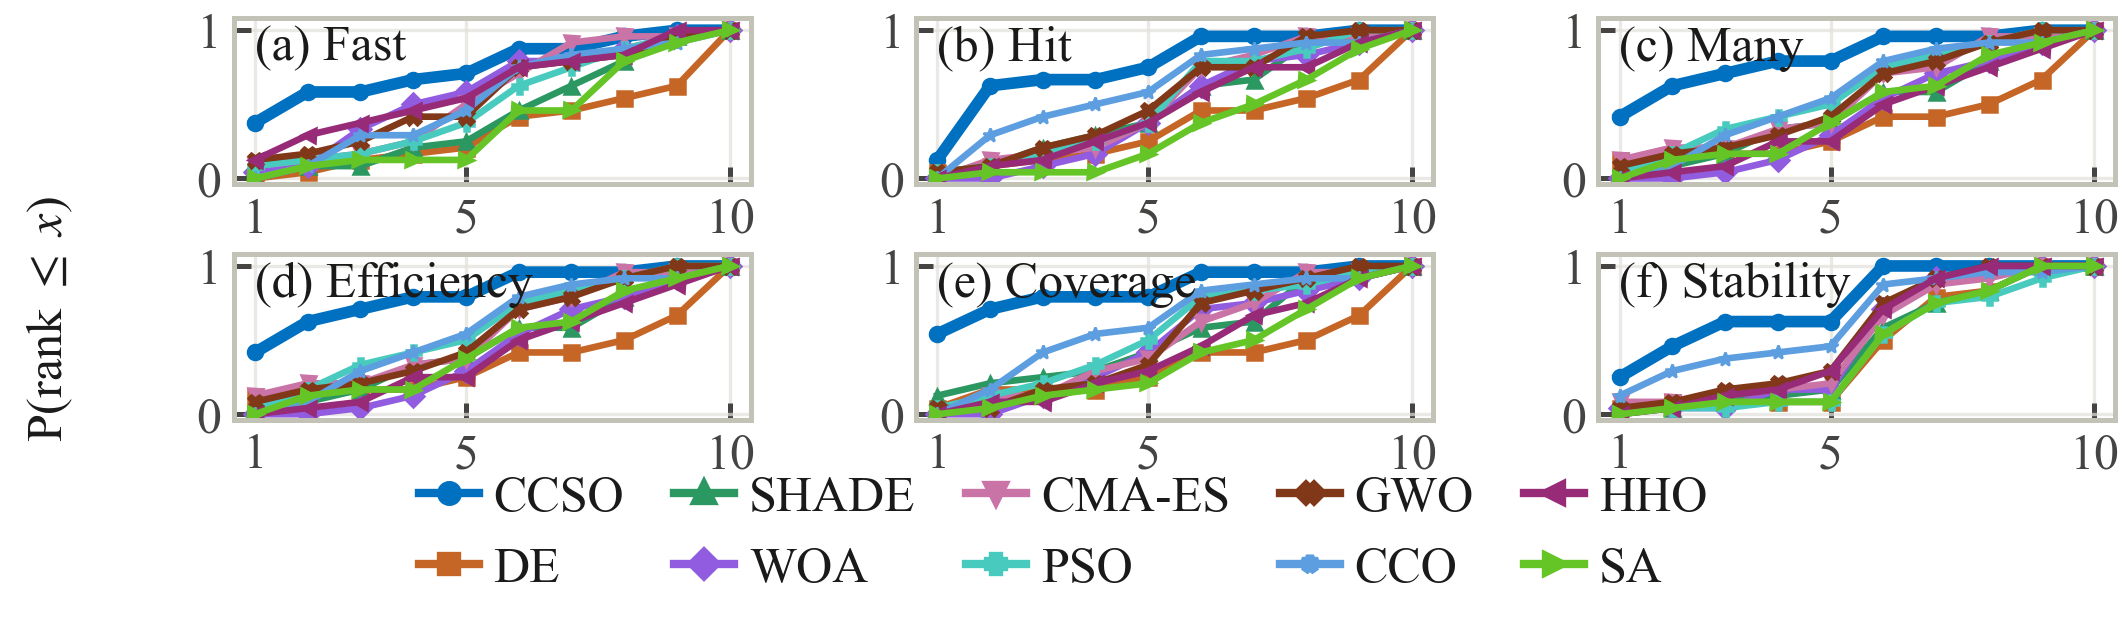 P(rank ≤ x)
(a) Fast
1
0
1 5 10
(b) Hit
1
0
1 5 10
(c) Many
1
0
1 5 10
(d) Efficiency
1
0
1 5 10
(e) Coverage
1
0
1 5 10
(f) Stability
1
0
1 5 10
CCSO SHADE CMA-ES GWO HHO
DE WOA PSO CCO SA